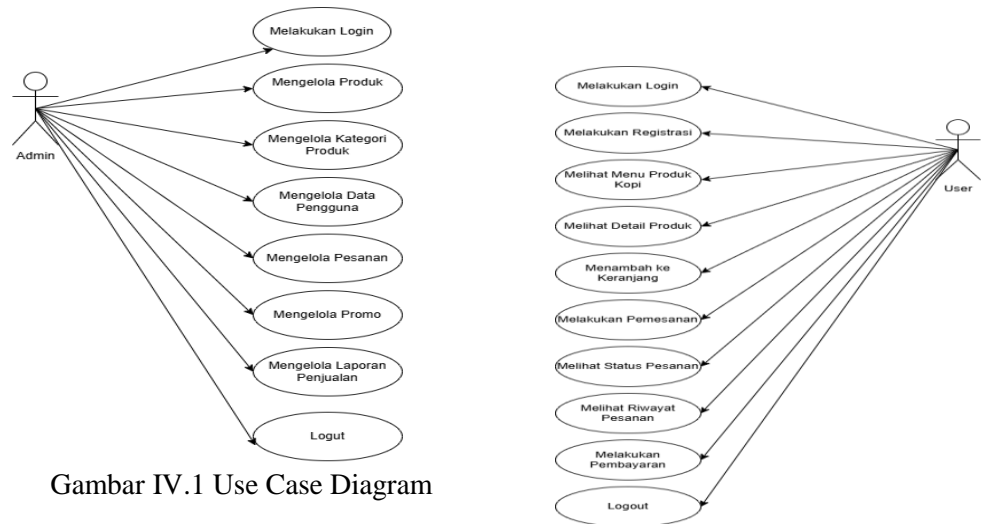 Melakukan Login
Mengelola Produk
Mengelola Kategori
Produk
Mengelola Data
Pengguna
Mengelola Pesanan
Mengelola Promo
Mengelola Laporan
Penjualan
Logut
Admin
Gambar IV.1 Use Case Diagram
Melakukan Login
Melakukan Registrasi
Melihat Menu Produk
Kopi
Melihat Detail Produk
Menambah ke
Keranjang
Melakukan Pemesanan
Melihat Status Pesanan
Melihat Riwayat
Pesanan
Melakukan
Pembayaran
Logout
User